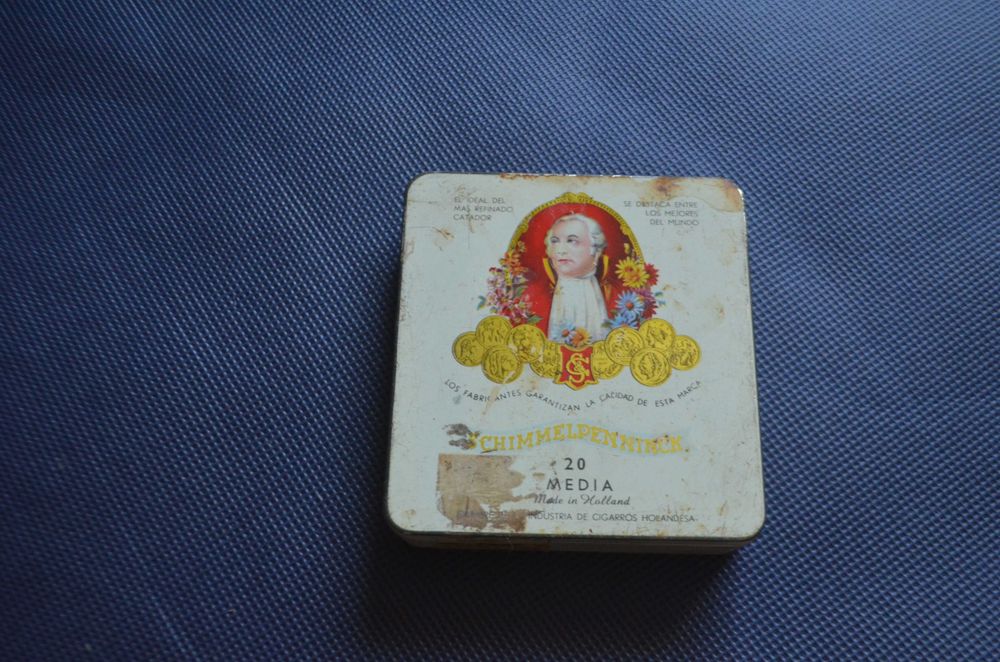 EL IDEAL DEL
MAS REFINADO
CATADOR
SE DESTACA ENTRE
LOS MEJORES
DEL MUNDO
LOS FABRICANTES GARANTIZAN LA CALIDAD DE ESTA MARCA
SCHIMMELPENNINCK
20
MEDIA
Made in Holland
INDUSTRIA DE CIGARROS HOLANDESA